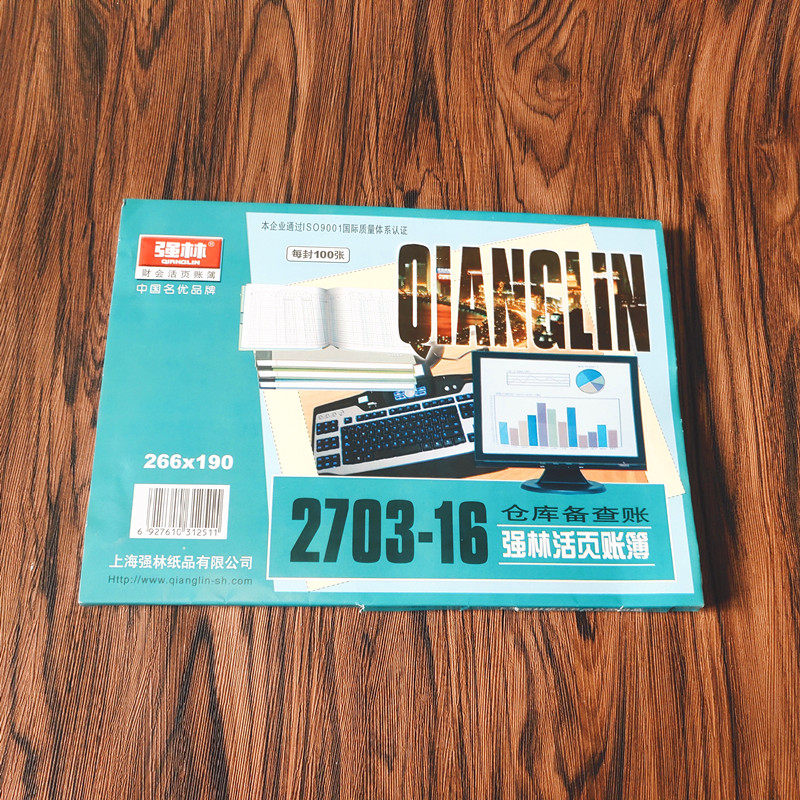 本企业通过ISO9001国际质量体系认证
强林®
QIANGLIN
财会活页账簿
中国名优品牌
每封100张
QIANGLIN
266x190
6 927610 312511
上海强林纸品有限公司
Http://www.qianglin-sh.com
2703-16
仓库备查账
强林活页账簿